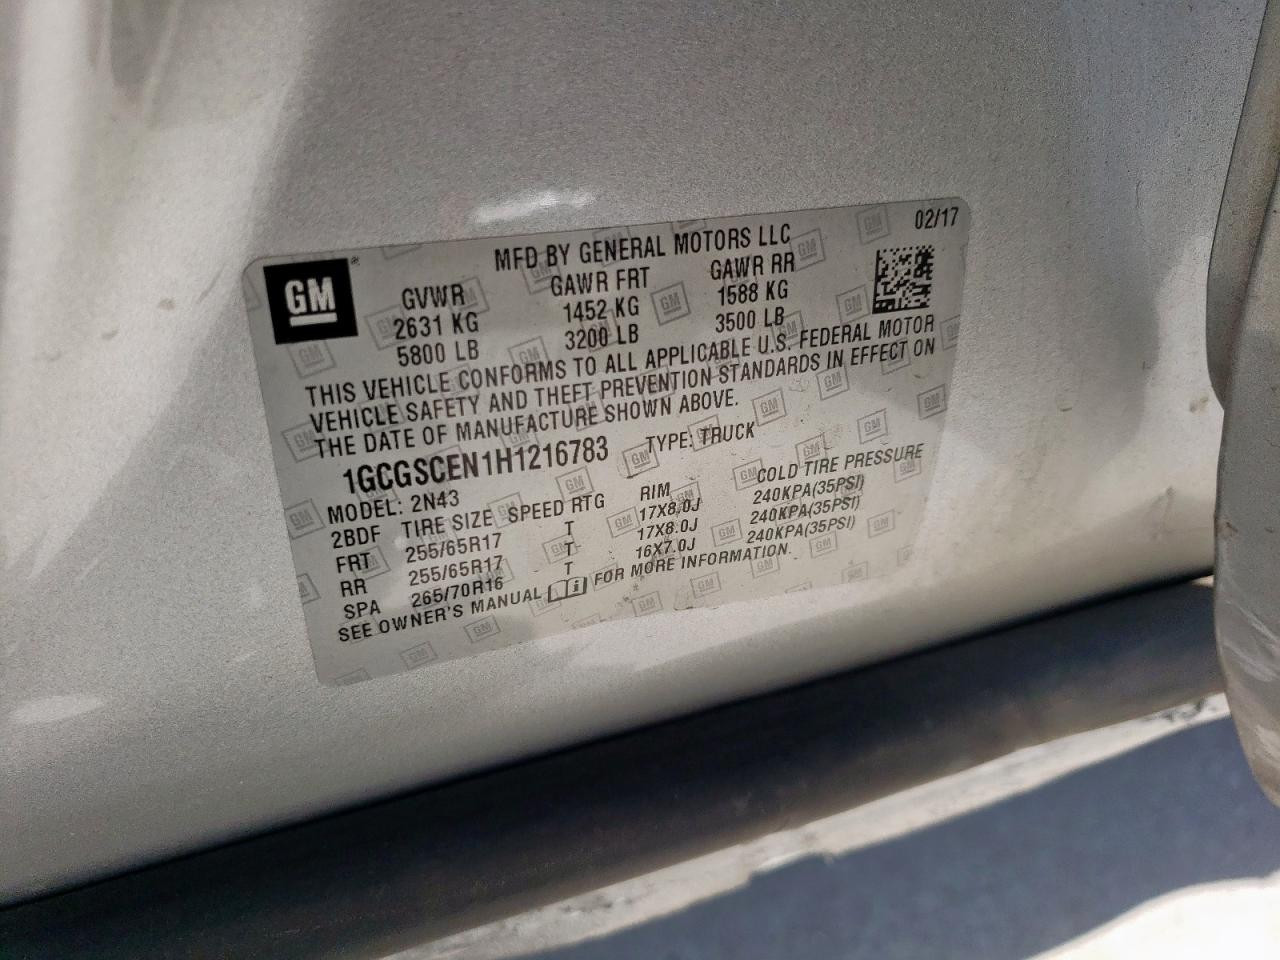 02/17
MFD BY GENERAL MOTORS LLC
GM
GVWR GAWR FRT GAWR RR
2631 KG 1452 KG 1588 KG
5800 LB 3200 LB 3500 LB
THIS VEHICLE CONFORMS TO ALL APPLICABLE U.S. FEDERAL MOTOR
VEHICLE SAFETY AND THEFT PREVENTION STANDARDS IN EFFECT ON
THE DATE OF MANUFACTURE SHOWN ABOVE.
1GCGSCEN1H1216783 TYPE: TRUCK
MODEL: 2N43
2BDF TIRE SIZE SPEED RTG RIM COLD TIRE PRESSURE
FRT 255/65R17 T 17X8.0J 240KPA(35PSI)
RR 255/65R17 T 17X8.0J 240KPA(35PSI)
SPA 265/70R16 T 16X7.0J 240KPA(35PSI)
SEE OWNER'S MANUAL FOR MORE INFORMATION.